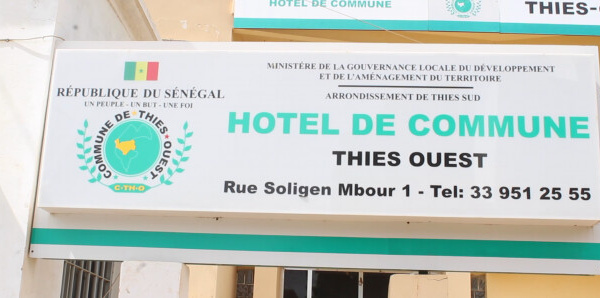 HOTEL DE COMMUNE
THIES-
RÉPUBLIQUE DU SÉNÉGAL
UN PEUPLE - UN BUT - UNE FOI
COMMUNE DE THIES OUEST
C-TH-O
MINISTÈRE DE LA GOUVERNANCE LOCALE DU DÉVELOPPEMENT
ET DE L'AMÉNAGEMENT DU TERRITOIRE
ARRONDISSEMENT DE THIES SUD
HOTEL DE COMMUNE
THIES OUEST
Rue Soligen Mbour 1 - Tel: 33 951 25 55